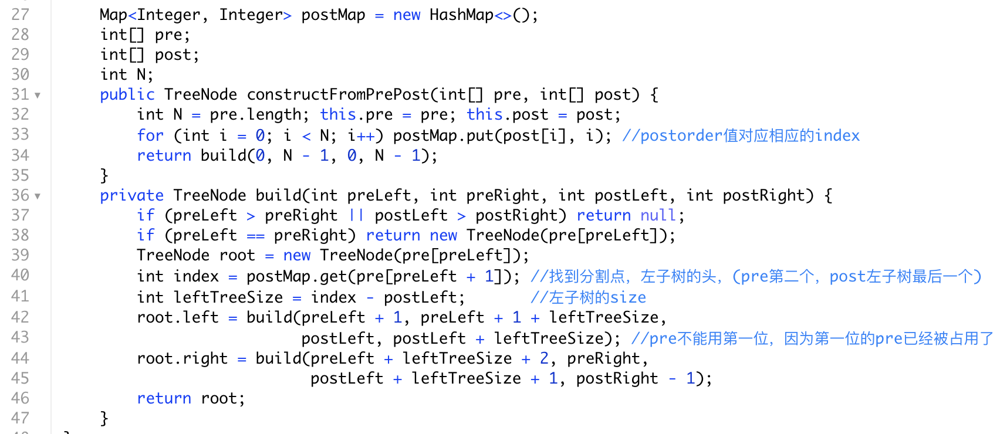 27 Map<Integer, Integer> postMap = new HashMap<>();
28 int[] pre;
29 int[] post;
30 int N;
31 ▾ public TreeNode constructFromPrePost(int[] pre, int[] post) {
32 int N = pre.length; this.pre = pre; this.post = post;
33 for (int i = 0; i < N; i++) postMap.put(post[i], i); //postorder值对应相应的index
34 return build(0, N - 1, 0, N - 1);
35 }
36 ▾ private TreeNode build(int preLeft, int preRight, int postLeft, int postRight) {
37 if (preLeft > preRight || postLeft > postRight) return null;
38 if (preLeft == preRight) return new TreeNode(pre[preLeft]);
39 TreeNode root = new TreeNode(pre[preLeft]);
40 int index = postMap.get(pre[preLeft + 1]); //找到分割点，左子树的头，(pre第二个，post左子树最后一个)
41 int leftTreeSize = index - postLeft; //左子树的size
42 root.left = build(preLeft + 1, preLeft + 1 + leftTreeSize,
43 postLeft, postLeft + leftTreeSize); //pre不能用第一位，因为第一位的pre已经被占用了
44 root.right = build(preLeft + leftTreeSize + 2, preRight,
45 postLeft + leftTreeSize + 1, postRight - 1);
46 return root;
47 }